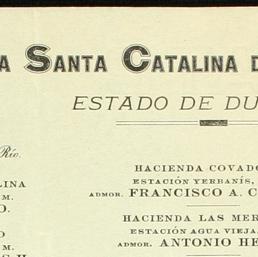 A SANTA CATALINA D
ESTADO DE DU
Río.
LINA
M.
O.
O
M.
HACIENDA COVADO
ESTACIÓN YERBANÍS,
ADMOR. FRANCISCO A. C
HACIENDA LAS MER
ESTACIÓN AGUA VIEJA,
ADMOR. ANTONIO HE